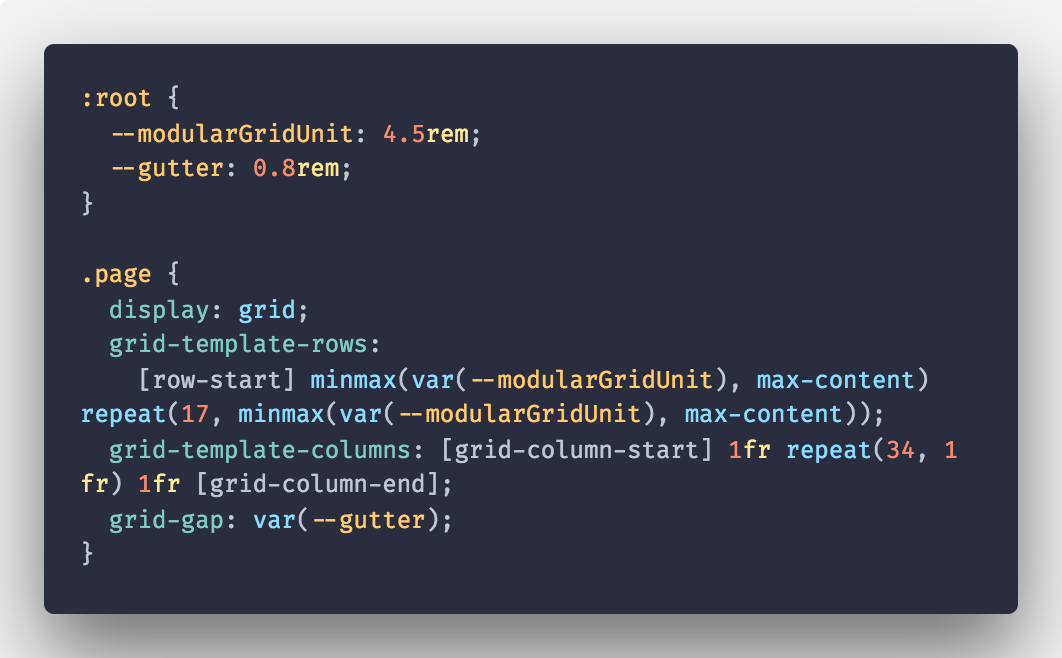 :root {
  --modularGridUnit: 4.5rem;
  --gutter: 0.8rem;
}

.page {
  display: grid;
  grid-template-rows:
    [row-start] minmax(var(--modularGridUnit), max-content)
repeat(17, minmax(var(--modularGridUnit), max-content));
  grid-template-columns: [grid-column-start] 1fr repeat(34, 1
fr) 1fr [grid-column-end];
  grid-gap: var(--gutter);
}